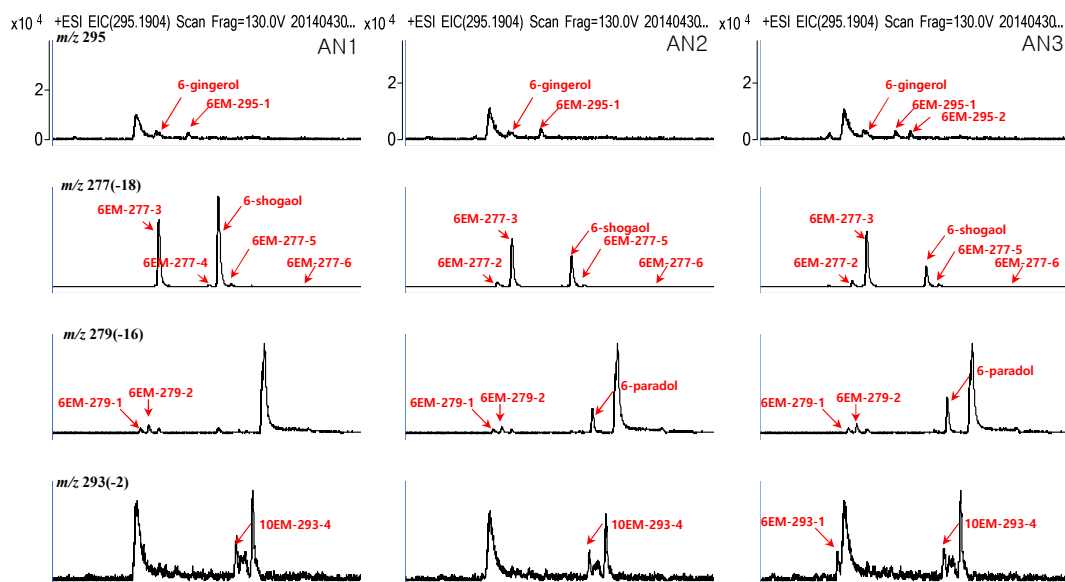 x10 4 +ESI EIC(295.1904) Scan Frag=130.0V 20140430...
AN1
m/z 295
2
0
6-gingerol
6EM-295-1
x10 4 +ESI EIC(295.1904) Scan Frag=130.0V 20140430...
AN2
2
0
6-gingerol
6EM-295-1
x10 4 +ESI EIC(295.1904) Scan Frag=130.0V 20140430...
AN3
2
0
6-gingerol
6EM-295-1
6EM-295-2
m/z 277(-18)
6EM-277-3
6-shogaol
6EM-277-5
6EM-277-4
6EM-277-6
6EM-277-3
6-shogaol
6EM-277-5
6EM-277-2
6EM-277-6
6EM-277-3
6-shogaol
6EM-277-5
6EM-277-2
6EM-277-6
m/z 279(-16)
6EM-279-2
6EM-279-1
6-paradol
6EM-279-2
6EM-279-1
6-paradol
6EM-279-2
6EM-279-1
m/z 293(-2)
10EM-293-4
10EM-293-4
6EM-293-1
10EM-293-4